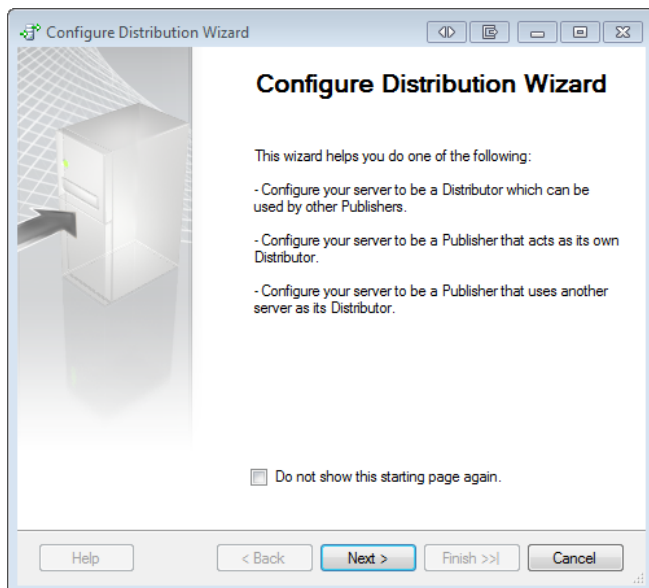 Configure Distribution Wizard
Configure Distribution Wizard
This wizard helps you do one of the following:
- Configure your server to be a Distributor which can be
used by other Publishers.
- Configure your server to be a Publisher that acts as its own
Distributor.
- Configure your server to be a Publisher that uses another
server as its Distributor.
Do not show this starting page again.
Help < Back Next > Finish >>| Cancel